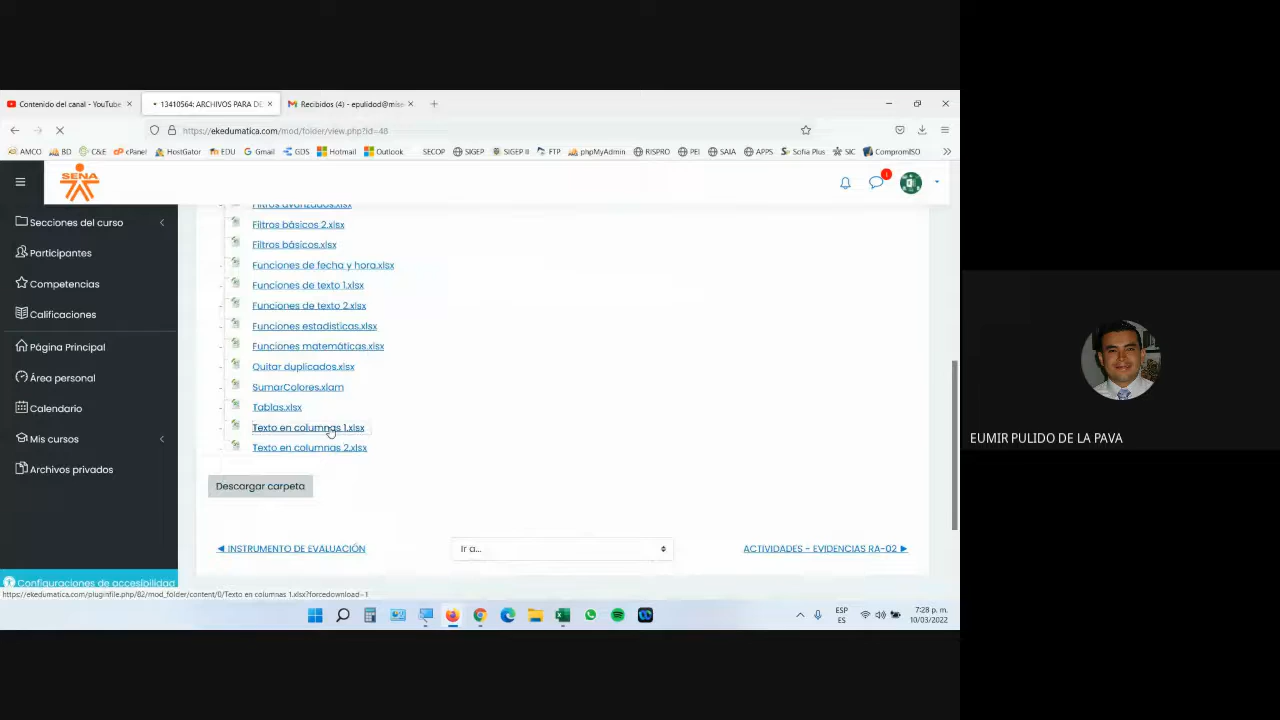 Contenido del canal - YouTube
13410564: ARCHIVOS PARA DE
Recibidos (4) - epulidod@mise
https://ekedumatica.com/mod/folder/view.php?id=48
AMCO BD C&E cPanel HostGator EDU Gmail GDS Hotmail Outlook SECOP SIGEP SIGEP II FTP phpMyAdmin RISPRO PEI SAIA APPS Sofia Plus SIC CompromISO
SENA
1
Secciones del curso
Participantes
Competencias
Calificaciones
Página Principal
Área personal
Calendario
Mis cursos
Archivos privados
Configuraciones de accesibilidad
Filtros avanzados.xlsx
Filtros básicos 2.xlsx
Filtros básicos.xlsx
Funciones de fecha y hora.xlsx
Funciones de texto 1.xlsx
Funciones de texto 2.xlsx
Funciones estadísticas.xlsx
Funciones matemáticas.xlsx
Quitar duplicados.xlsx
SumarColores.xlam
Tablas.xlsx
Texto en columnas 1.xlsx
Texto en columnas 2.xlsx
Descargar carpeta
◄ INSTRUMENTO DE EVALUACIÓN
Ir a...
ACTIVIDADES - EVIDENCIAS RA-02 ►
https://ekedumatica.com/pluginfile.php/82/mod_folder/content/0/Texto en columnas 1.xlsx?forcedownload=1
ESP
ES
7:28 p. m.
10/03/2022
EUMIR PULIDO DE LA PAVA